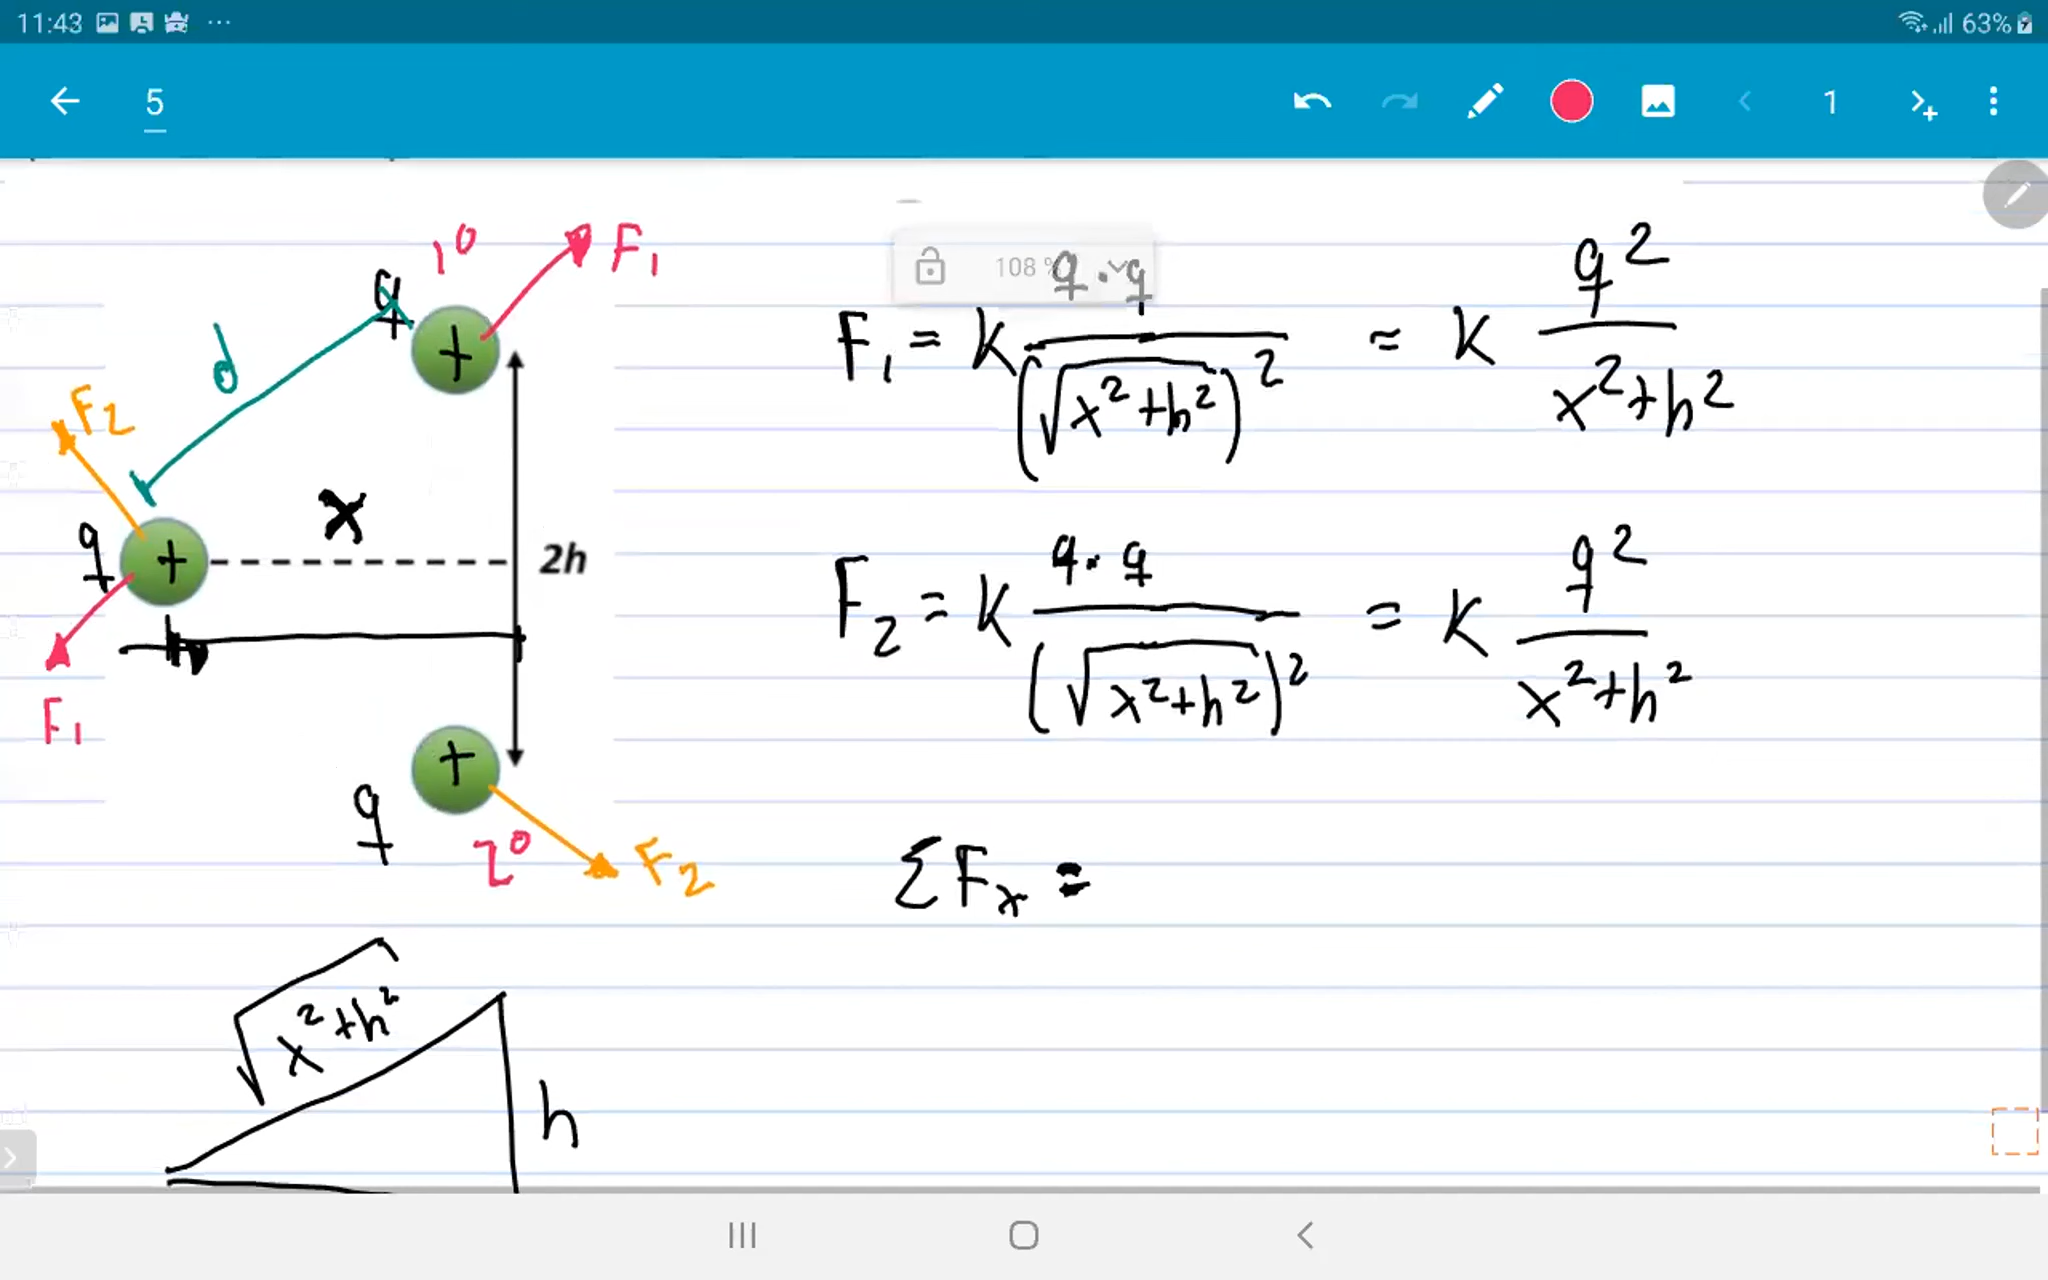 11:43 ... 63%
5 1
108 %
1° F₁
q
d
F₂
q
x
2h
F₁
q
2° F₂
F₁ = K q·q / (√x²+h²)² ≈ K q² / x²+h²
F₂ = K q·q / (√x²+h²)² = K q² / x²+h²
ΣFₓ =
√x²+h²
h